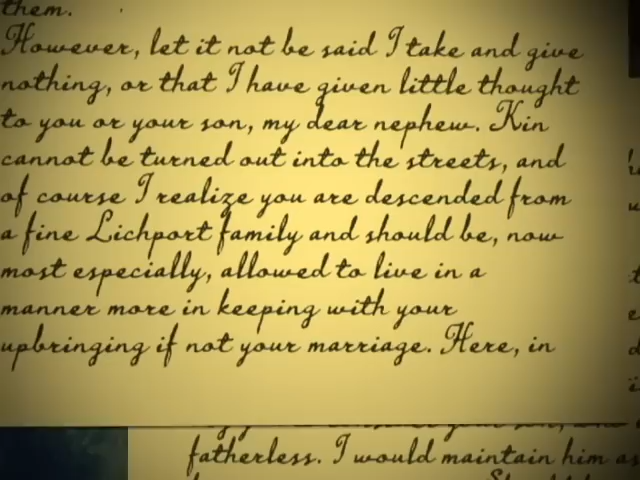 them.
However, let it not be said I take and give
nothing, or that I have given little thought
to you or your son, my dear nephew. Kin
cannot be turned out into the streets, and
of course I realize you are descended from
a fine Lichport family and should be, now
most especially, allowed to live in a
manner more in keeping with your
upbringing if not your marriage. Here, in
your son,
fatherless. I would maintain him as